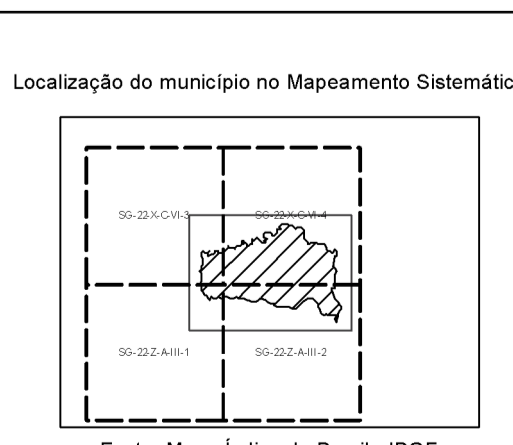 Localização do município no Mapeamento Sistemátic
SG-22-X-C-VI-3
SG-22-X-C-VI-4
SG-22-Z-A-III-1
SG-22-Z-A-III-2